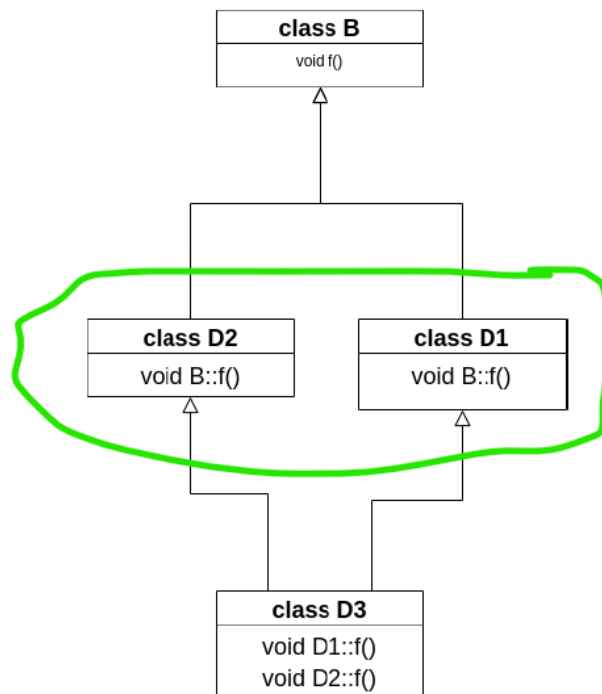 class B
void f()
class D2
void B::f()
class D1
void B::f()
class D3
void D1::f()
void D2::f()